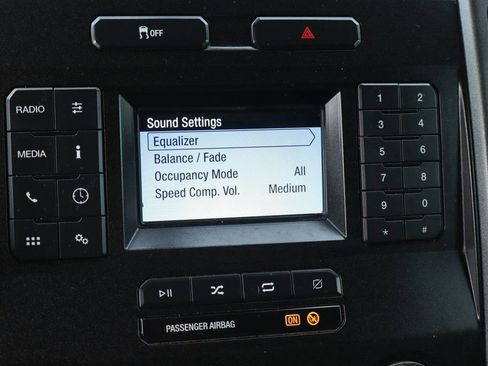 OFF
Sound Settings
Equalizer
Balance / Fade
Occupancy Mode All
Speed Comp. Vol. Medium
RADIO
MEDIA
i
1 2
3 4
5 6
7 8
9 0
* #
PASSENGER AIRBAG ON